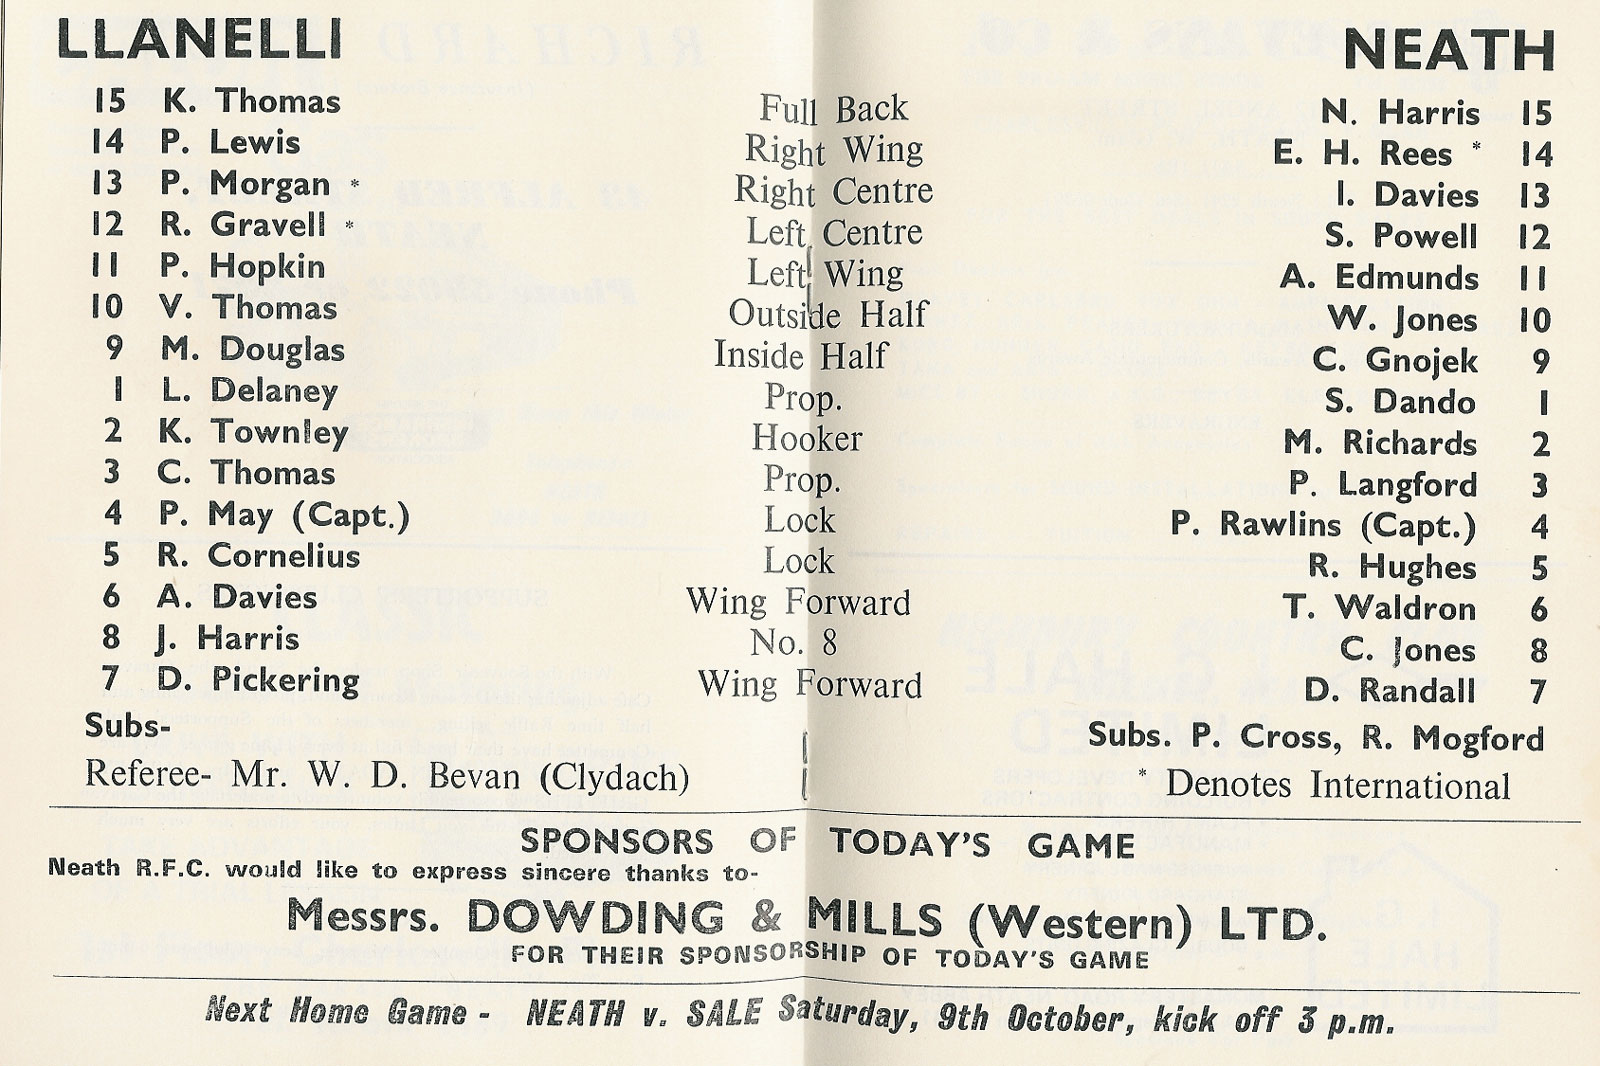 LLANELLI NEATH
15 K. Thomas Full Back N. Harris 15
14 P. Lewis Right Wing E. H. Rees * 14
13 P. Morgan * Right Centre I. Davies 13
12 R. Gravell * Left Centre S. Powell 12
11 P. Hopkin Left Wing A. Edmunds 11
10 V. Thomas Outside Half W. Jones 10
9 M. Douglas Inside Half C. Gnojek 9
1 L. Delaney Prop. S. Dando 1
2 K. Townley Hooker M. Richards 2
3 C. Thomas Prop. P. Langford 3
4 P. May (Capt.) Lock P. Rawlins (Capt.) 4
5 R. Cornelius Lock R. Hughes 5
6 A. Davies Wing Forward T. Waldron 6
8 J. Harris No. 8 C. Jones 8
7 D. Pickering Wing Forward D. Randall 7
Subs- Subs. P. Cross, R. Mogford
Referee- Mr. W. D. Bevan (Clydach) * Denotes International
SPONSORS OF TODAY'S GAME
Neath R.F.C. would like to express sincere thanks to-
Messrs. DOWDING & MILLS (Western) LTD.
FOR THEIR SPONSORSHIP OF TODAY'S GAME
Next Home Game - NEATH v. SALE Saturday, 9th October, kick off 3 p.m.